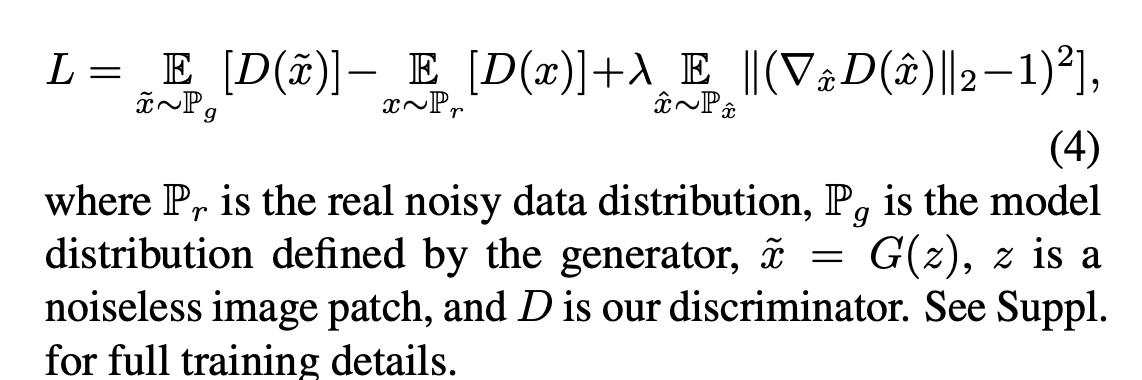 L = 𝔼_{x̃∼ℙ_g} [D(x̃)] − 𝔼_{x∼ℙ_r} [D(x)] + λ 𝔼_{x̂∼ℙ_x̂} ‖(∇_x̂ D(x̂)‖₂ − 1)²],
(4)
where ℙ_r is the real noisy data distribution, ℙ_g is the model
distribution defined by the generator, x̃ = G(z), z is a
noiseless image patch, and D is our discriminator. See Suppl.
for full training details.